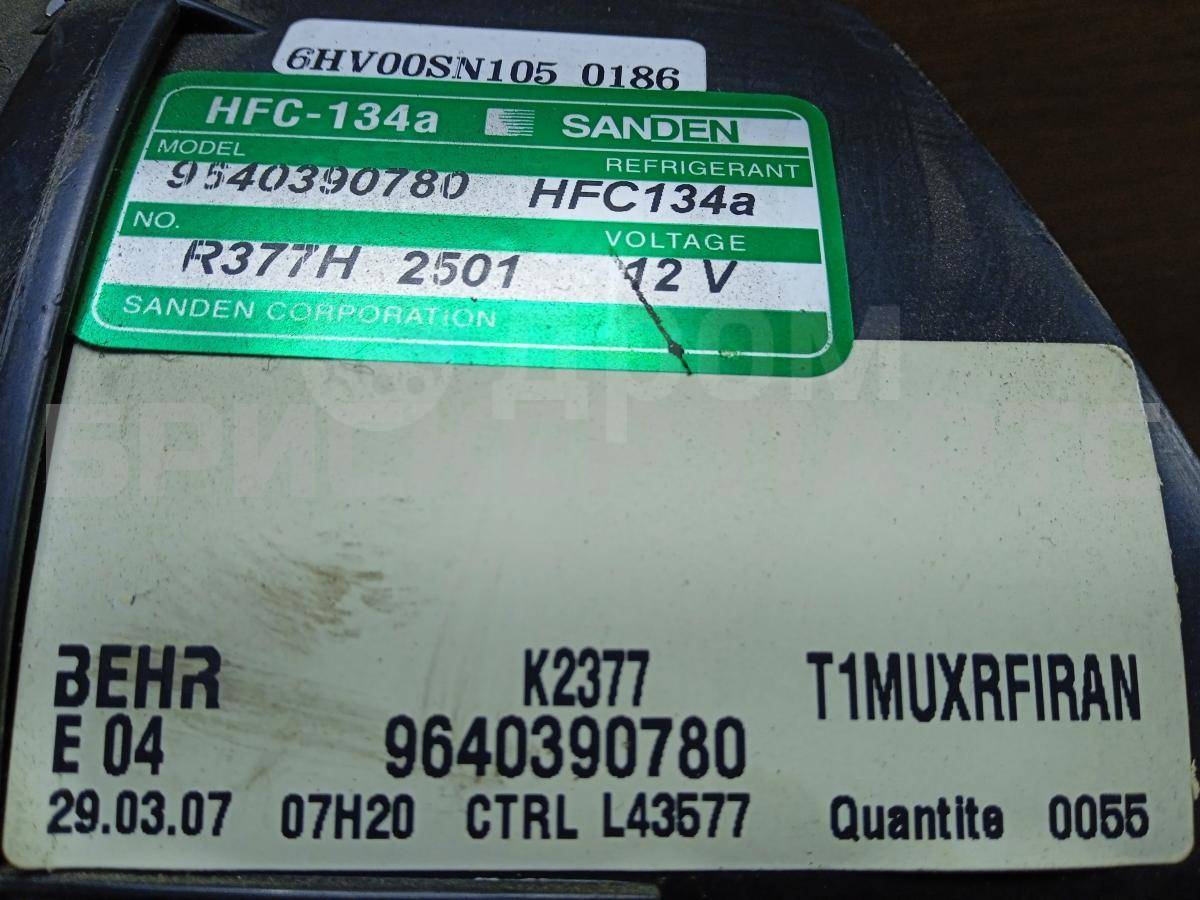 6HV00SN105 0186
HFC-134a SANDEN
MODEL REFRIGERANT
9640390780 HFC134a
NO. VOLTAGE
R377H 2501 12 V
SANDEN CORPORATION
ДРОМ
BEHR K2377 T1MUXRFIRAN
E 04 9640390780
29.03.07 07H20 CTRL L43577 Quantite 0055